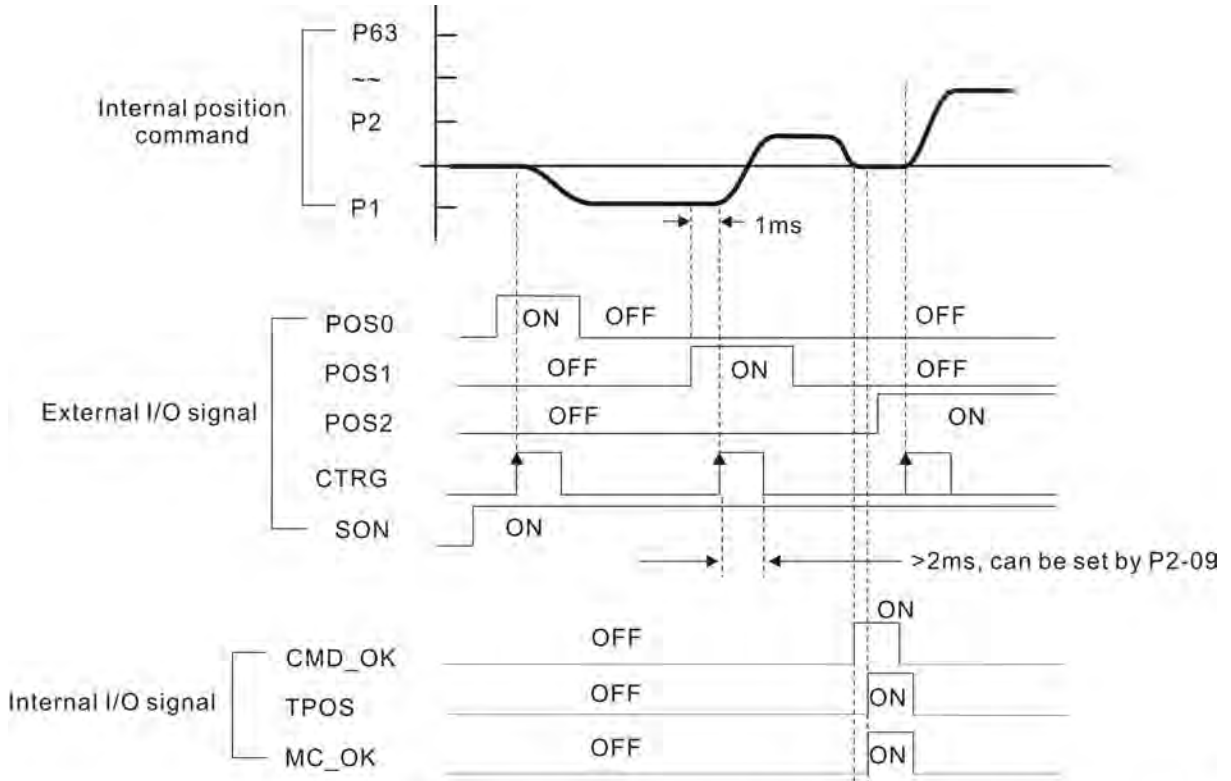 P63
~~
Internal position
command
P2
P1
1ms
POS0
ON
OFF
OFF
POS1
OFF
ON
OFF
External I/O signal
POS2
OFF
ON
CTRG
SON
ON
>2ms, can be set by P2-09
ON
CMD_OK
OFF
Internal I/O signal
TPOS
OFF
ON
MC_OK
OFF
ON